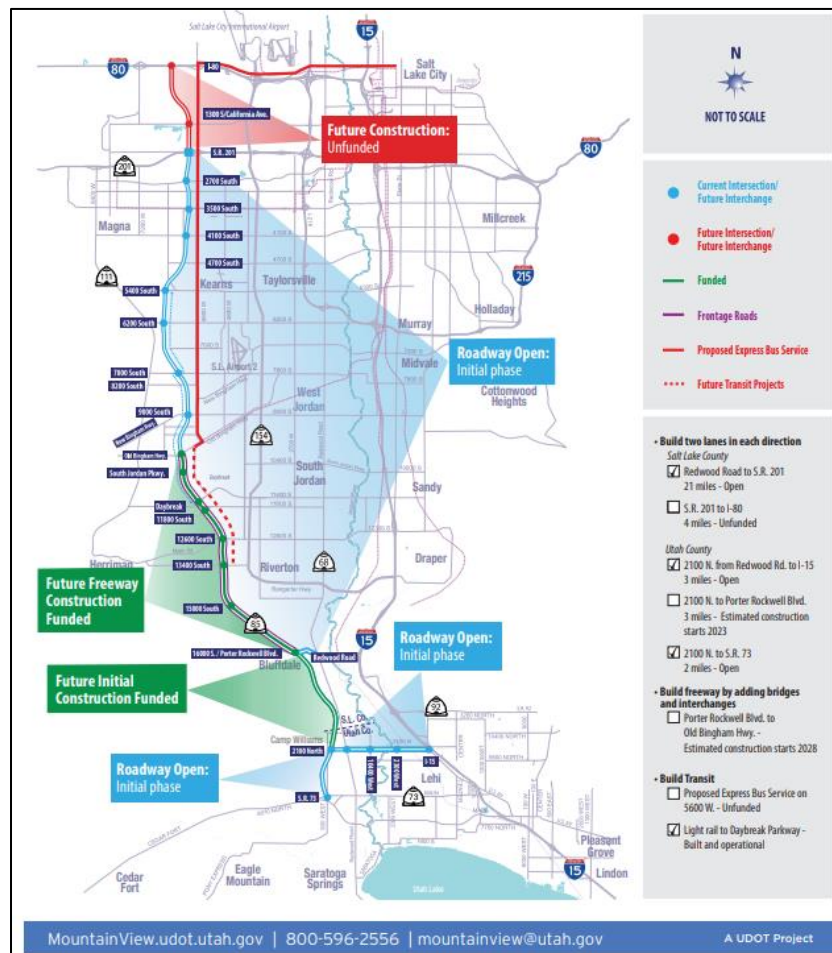 Salt Lake City International Airport
15
80
I-80
Salt Lake City
1300 S/California Ave.
Future Construction:
Unfunded
S.R. 201
201
80
2700 South
3500 South
Magna
Millcreek
4100 South
4700 South
111
Kearns
Taylorsville
215
5400 South
Holladay
6200 South
Murray
Roadway Open:
Initial phase
Midvale
S.L. Airport 2
7800 South
8200 South
Cottonwood
Heights
West
Jordan
9000 South
New Bingham Hwy.
154
Old Bingham Hwy.
South
Jordan
South Jordan Pkwy.
Sandy
Daybreak
11800 South
12600 South
68
Draper
Herriman
Riverton
13400 South
Future Freeway
Construction
Funded
15000 South
85
15
Roadway Open:
Initial phase
16000 S. / Porter Rockwell Blvd.
Redwood Road
Bluffdale
Future Initial
Construction Funded
92
S.L. Co.
Utah Co.
Camp Williams
2100 North
I-15
Roadway Open:
Initial phase
Lehi
73
S.R. 73
Pleasant
Grove
Cedar
Fort
Eagle
Mountain
Saratoga
Springs
15
Lindon
Utah Lake
N
NOT TO SCALE
Current Intersection/
Future Interchange
Future Intersection/
Future Interchange
Funded
Frontage Roads
Proposed Express Bus Service
Future Transit Projects
• Build two lanes in each direction
Salt Lake County
Redwood Road to S.R. 201
21 miles - Open
S.R. 201 to I-80
4 miles - Unfunded
Utah County
2100 N. from Redwood Rd. to I-15
3 miles - Open
2100 N. to Porter Rockwell Blvd.
3 miles - Estimated construction
starts 2023
2100 N. to S.R. 73
2 miles - Open
• Build freeway by adding bridges
and interchanges
Porter Rockwell Blvd. to
Old Bingham Hwy. -
Estimated construction starts 2028
• Build Transit
Proposed Express Bus Service on
5600 W. - Unfunded
Light rail to Daybreak Parkway -
Built and operational
MountainView.udot.utah.gov | 800-596-2556 | mountainview@utah.gov
A UDOT Project